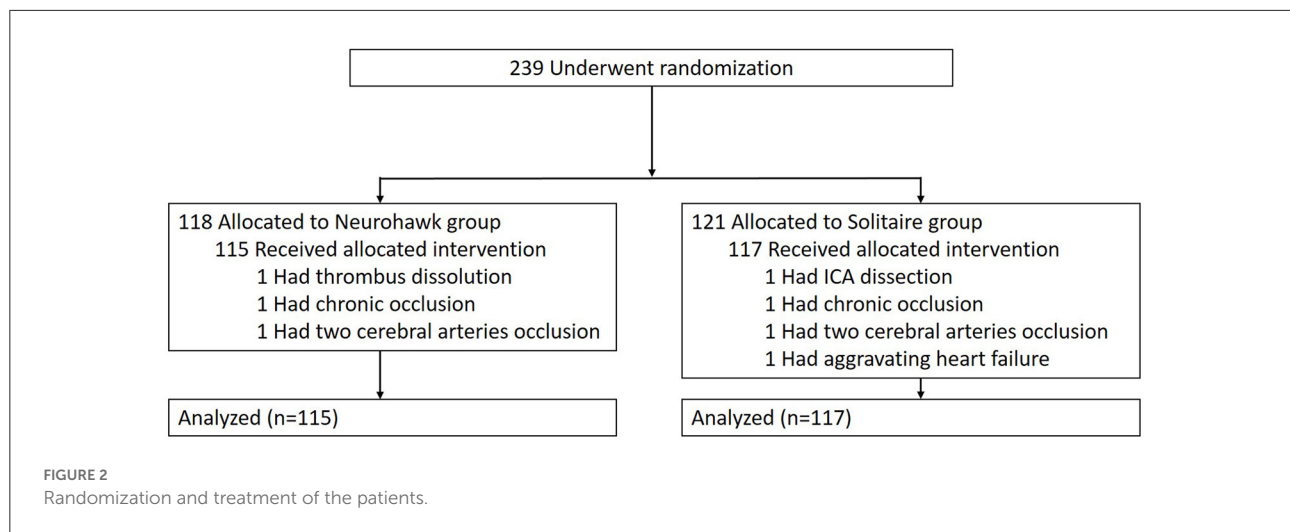 239 Underwent randomization
118 Allocated to Neurohawk group
115 Received allocated intervention
1 Had thrombus dissolution
1 Had chronic occlusion
1 Had two cerebral arteries occlusion
121 Allocated to Solitaire group
117 Received allocated intervention
1 Had ICA dissection
1 Had chronic occlusion
1 Had two cerebral arteries occlusion
1 Had aggravating heart failure
Analyzed (n=115)
Analyzed (n=117)
FIGURE 2
Randomization and treatment of the patients.